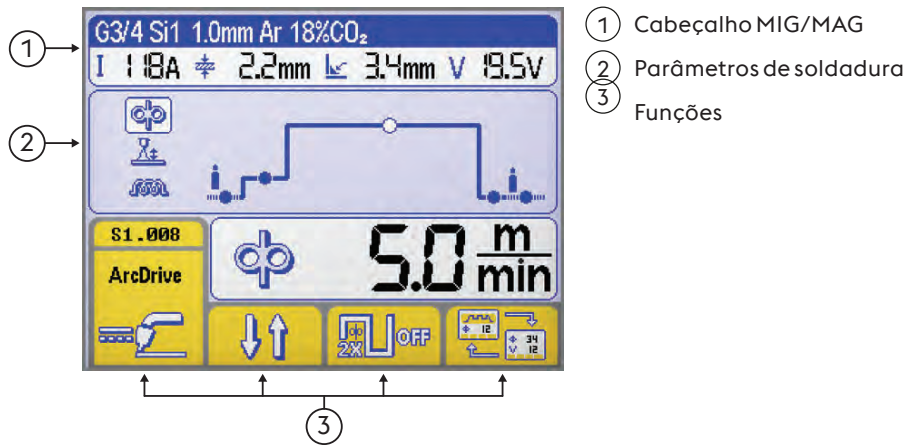 G3/4 Si1 1.0mm Ar 18%CO₂
I 118A 2.2mm 3.4mm V 19.5V
S1.008
ArcDrive
5.0 m/min
2X OFF
12 34
V 12
1
2
3
1 Cabeçalho MIG/MAG
2 Parâmetros de soldadura
3 Funções